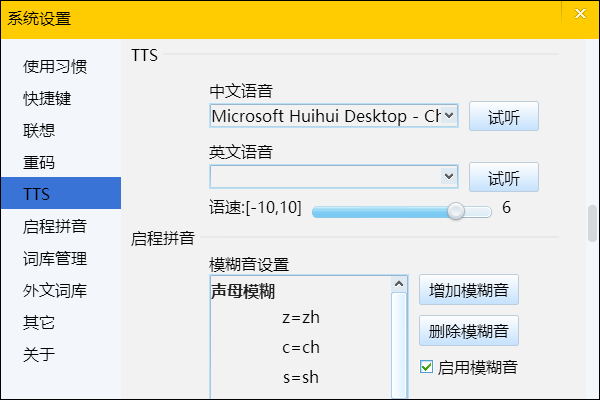 系统设置
使用习惯
快捷键
联想
重码
TTS
启程拼音
词库管理
外文词库
其它
关于
TTS
中文语音
Microsoft Huihui Desktop - Ch
试听
英文语音
试听
语速:[-10,10]
6
启程拼音
模糊音设置
声母模糊
z=zh
c=ch
s=sh
增加模糊音
删除模糊音
启用模糊音